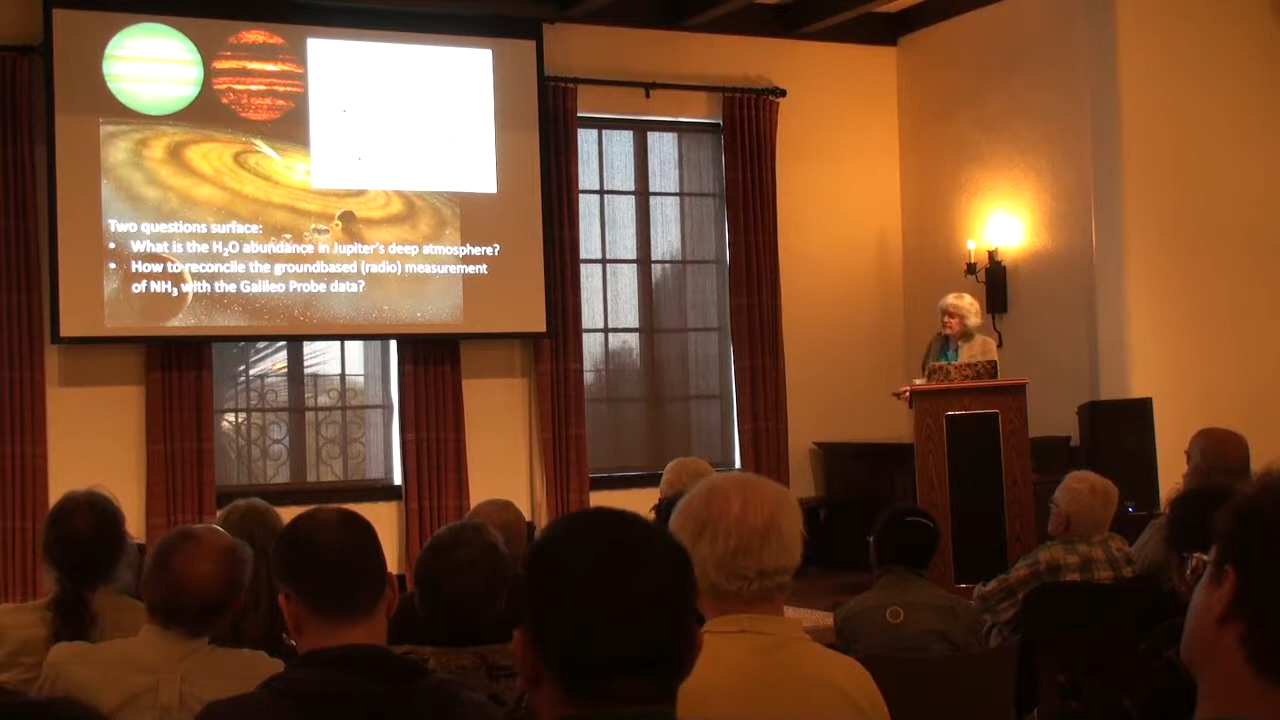 Two questions surface:
• What is the H₂O abundance in Jupiter's deep atmosphere?
• How to reconcile the groundbased (radio) measurement
of NH₃ with the Galileo Probe data?